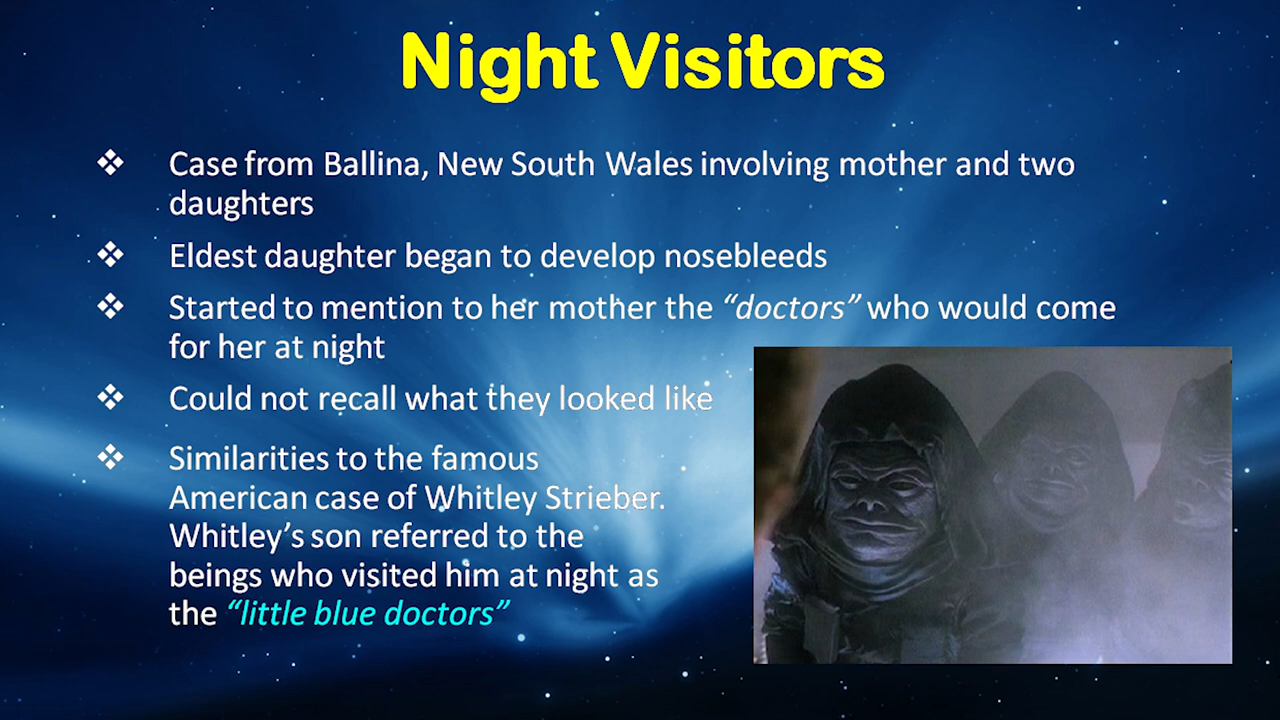 Night Visitors
Case from Ballina, New South Wales involving mother and two
daughters
Eldest daughter began to develop nosebleeds
Started to mention to her mother the “doctors” who would come
for her at night
Could not recall what they looked like
Similarities to the famous
American case of Whitley Strieber.
Whitley’s son referred to the
beings who visited him at night as
the “little blue doctors”